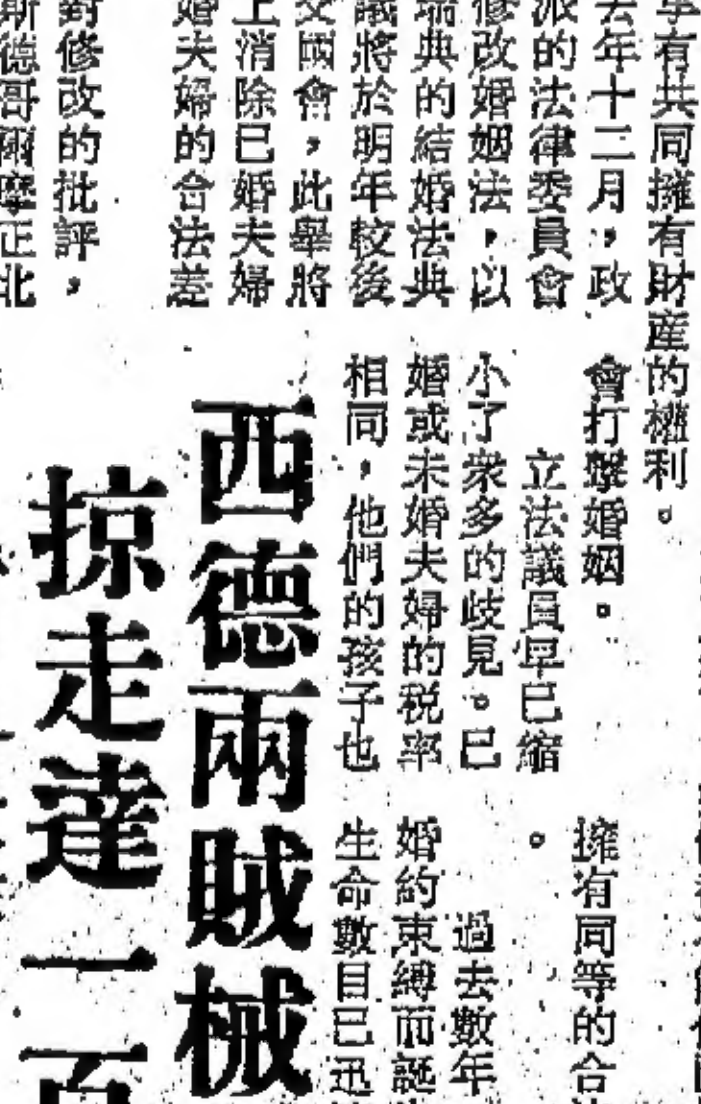 享有共同擁有財產的權利。
去年十二月，政
派的法律委員會
修改婚姻法，以
瑞典的結婚法典
議將於明年較後
交國會，此舉將
上消除已婚夫婦
婚夫婦的合法差
對修改的批評，
斯德哥爾摩正北
會打擊婚姻。
立法議員早已縮
小了衆多的歧見。已
婚或未婚夫婦的税率
相同，他們的孩子也
擁有同等的合
。
過去數年
婚約束縛而誕
生命數目已迅
西德兩賊械
掠走達一百